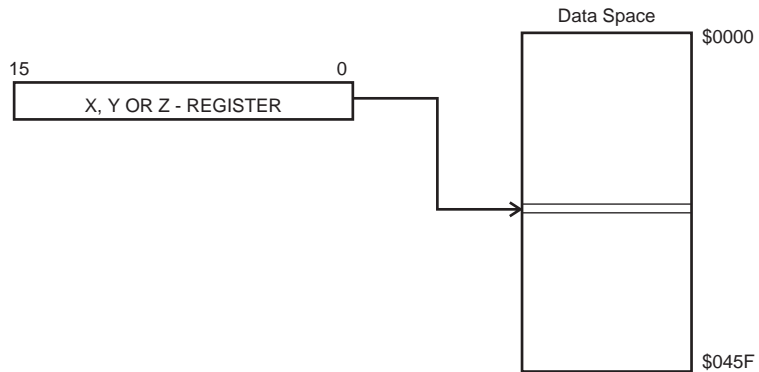 Data Space
$0000
15 0
X, Y OR Z - REGISTER
$045F